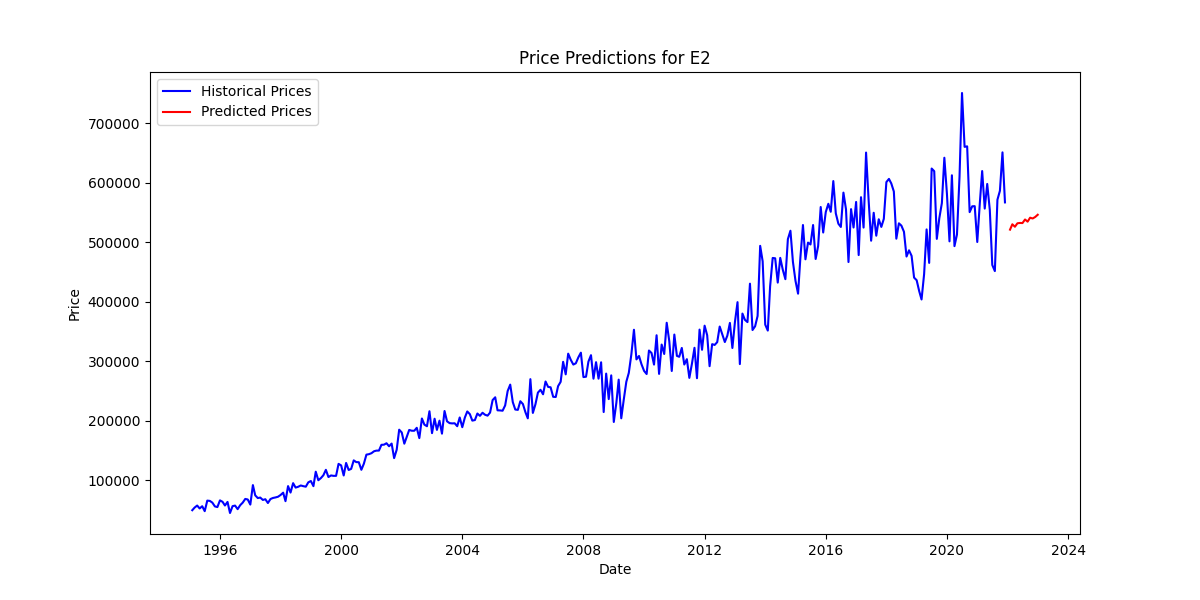 Price Predictions for E2
Historical Prices
Predicted Prices
Price
700000
600000
500000
400000
300000
200000
100000
1996 2000 2004 2008 2012 2016 2020 2024
Date